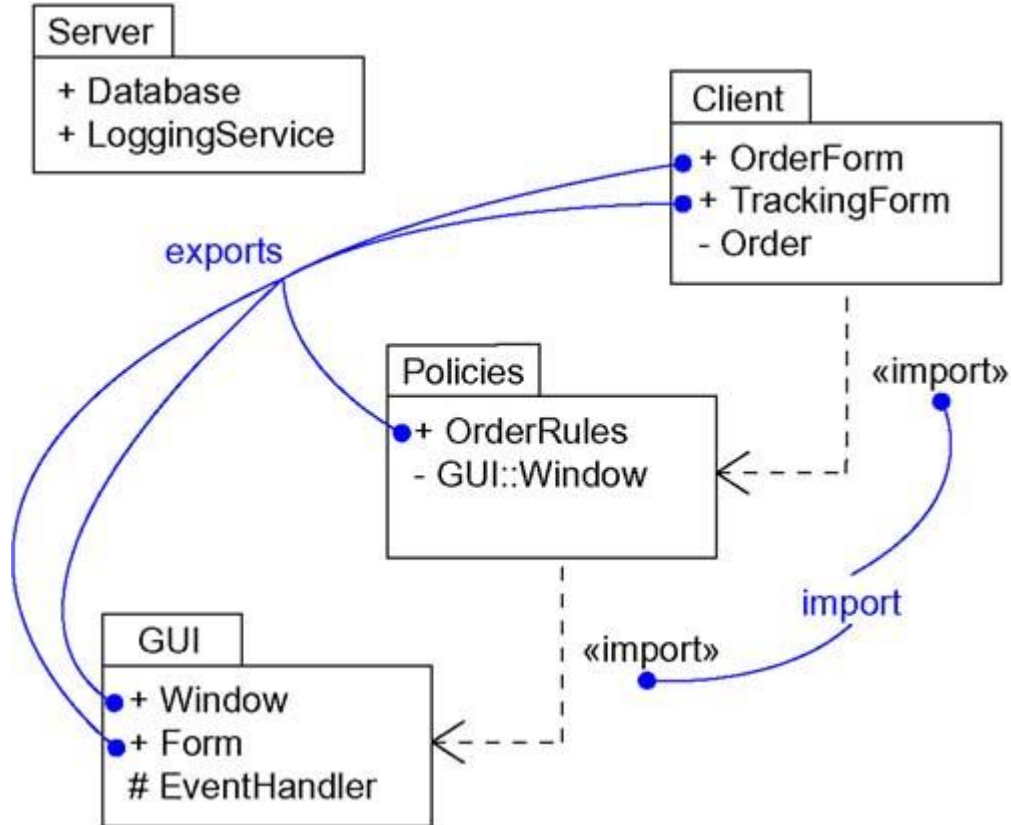 Server
+ Database
+ LoggingService
Client
+ OrderForm
+ TrackingForm
- Order
exports
Policies
+ OrderRules
- GUI::Window
«import»
import
«import»
GUI
+ Window
+ Form
# EventHandler